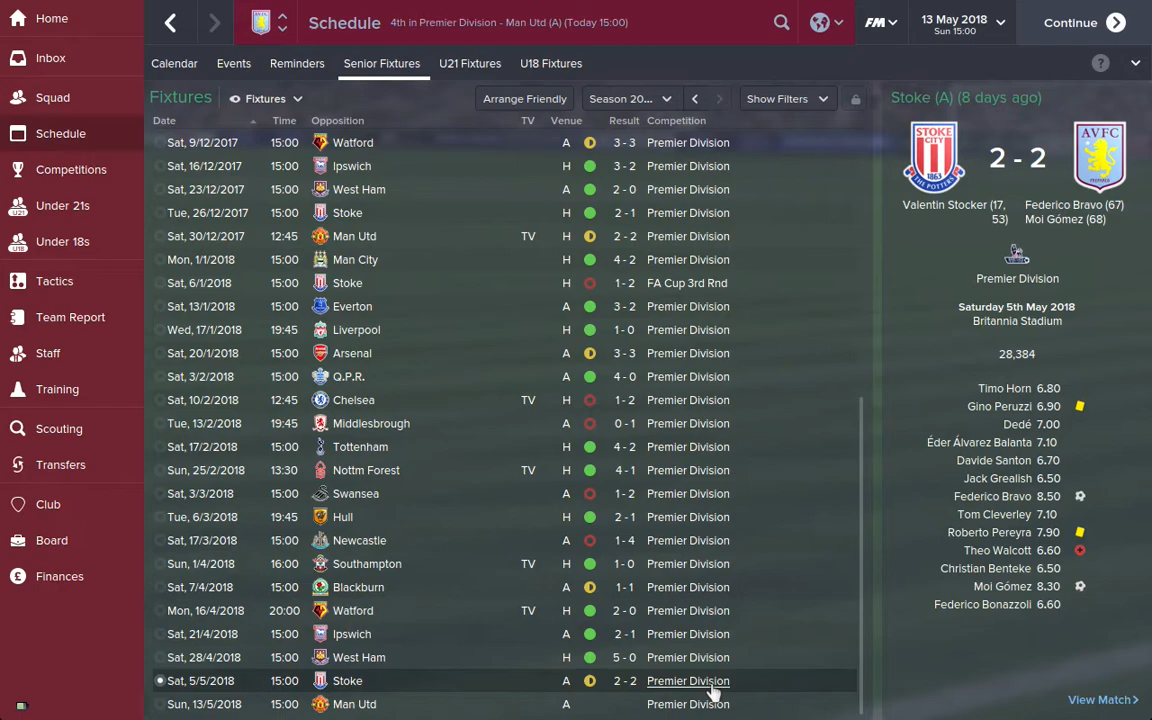 Home
Inbox
Squad
Schedule
Competitions
Under 21s
Under 18s
Tactics
Team Report
Staff
Training
Scouting
Transfers
Club
Board
Finances
Schedule 4th in Premier Division - Man Utd (A) (Today 15:00)
FM
13 May 2018
Sun 15:00
Continue
Calendar Events Reminders Senior Fixtures U21 Fixtures U18 Fixtures
Fixtures Fixtures Arrange Friendly Season 20... Show Filters
Date Time Opposition TV Venue Result Competition
Sat, 9/12/2017 15:00 Watford A 3 - 3 Premier Division
Sat, 16/12/2017 15:00 Ipswich H 3 - 2 Premier Division
Sat, 23/12/2017 15:00 West Ham A 2 - 0 Premier Division
Tue, 26/12/2017 15:00 Stoke H 2 - 1 Premier Division
Sat, 30/12/2017 12:45 Man Utd TV H 2 - 2 Premier Division
Mon, 1/1/2018 15:00 Man City H 4 - 2 Premier Division
Sat, 6/1/2018 15:00 Stoke H 1 - 2 FA Cup 3rd Rnd
Sat, 13/1/2018 15:00 Everton A 3 - 2 Premier Division
Wed, 17/1/2018 19:45 Liverpool H 1 - 0 Premier Division
Sat, 20/1/2018 15:00 Arsenal A 3 - 3 Premier Division
Sat, 3/2/2018 15:00 Q.P.R. A 4 - 0 Premier Division
Sat, 10/2/2018 12:45 Chelsea TV H 1 - 2 Premier Division
Tue, 13/2/2018 19:45 Middlesbrough A 0 - 1 Premier Division
Sat, 17/2/2018 15:00 Tottenham H 4 - 2 Premier Division
Sun, 25/2/2018 13:30 Nottm Forest TV H 4 - 1 Premier Division
Sat, 3/3/2018 15:00 Swansea A 1 - 2 Premier Division
Tue, 6/3/2018 19:45 Hull H 2 - 1 Premier Division
Sat, 17/3/2018 15:00 Newcastle A 1 - 4 Premier Division
Sun, 1/4/2018 16:00 Southampton TV H 1 - 0 Premier Division
Sat, 7/4/2018 15:00 Blackburn A 1 - 1 Premier Division
Mon, 16/4/2018 20:00 Watford TV H 2 - 0 Premier Division
Sat, 21/4/2018 15:00 Ipswich A 2 - 1 Premier Division
Sat, 28/4/2018 15:00 West Ham H 5 - 0 Premier Division
Sat, 5/5/2018 15:00 Stoke A 2 - 2 Premier Division
Sun, 13/5/2018 15:00 Man Utd A Premier Division
Stoke (A) (8 days ago)
STOKE CITY 1863 THE POTTERS
2 - 2
AVFC
Valentin Stocker (17, Federico Bravo (67)
53) Moi Gómez (68)
Premier Division
Saturday 5th May 2018
Britannia Stadium
28,384
Timo Horn 6.80
Gino Peruzzi 6.90
Dedé 7.00
Éder Álvarez Balanta 7.10
Davide Santon 6.70
Jack Grealish 6.50
Federico Bravo 8.50
Tom Cleverley 7.10
Roberto Pereyra 7.90
Theo Walcott 6.60
Christian Benteke 6.50
Moi Gómez 8.30
Federico Bonazzoli 6.60
View Match>